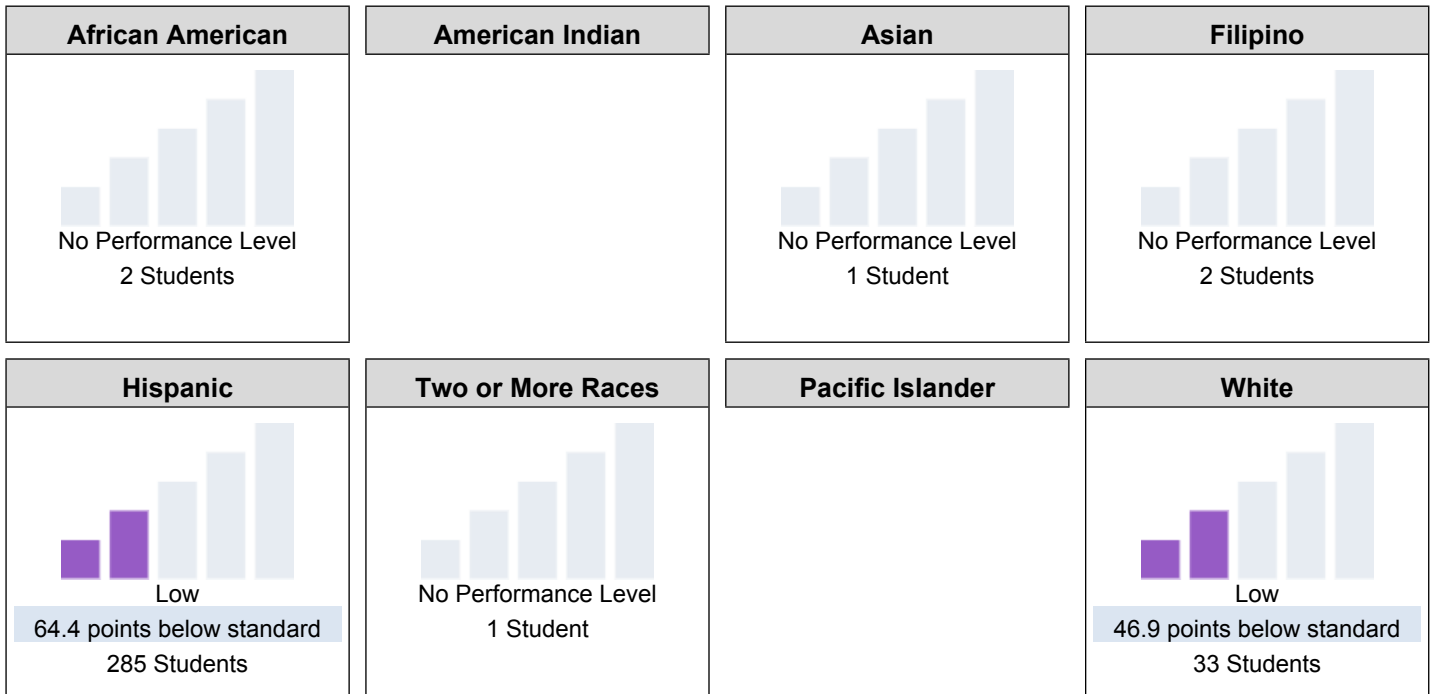 African American
No Performance Level
2 Students
American Indian
Asian
No Performance Level
1 Student
Filipino
No Performance Level
2 Students
Hispanic
Low
64.4 points below standard
285 Students
Two or More Races
No Performance Level
1 Student
Pacific Islander
White
Low
46.9 points below standard
33 Students